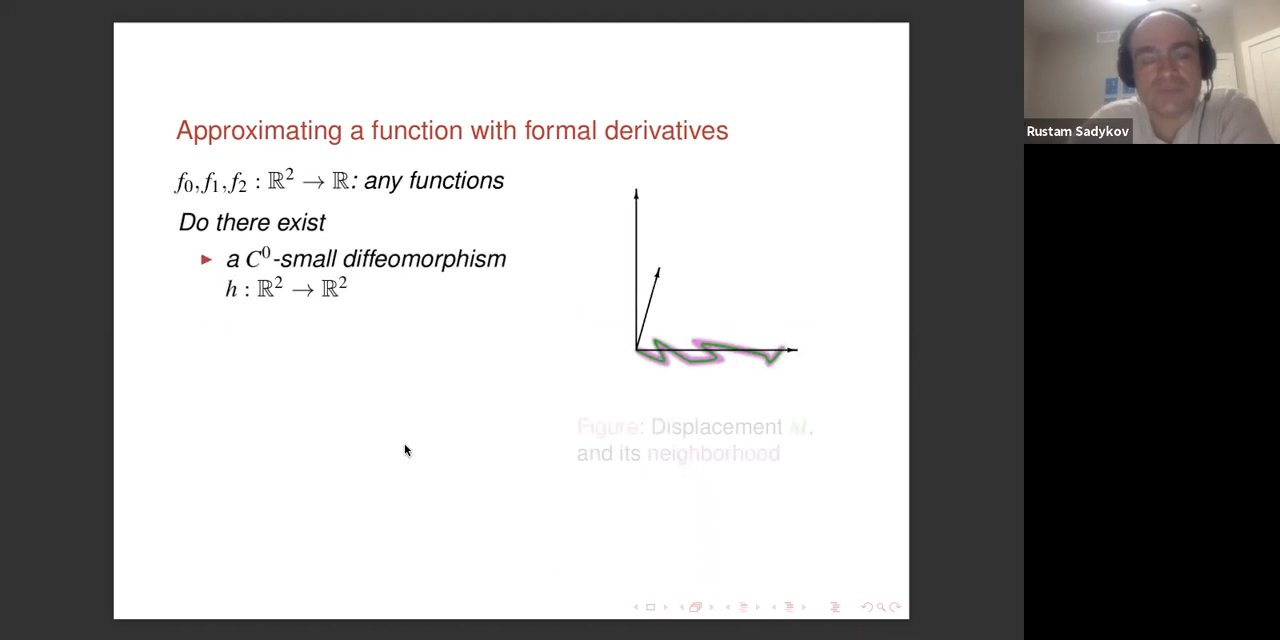 Approximating a function with formal derivatives
f₀, f₁, f₂ : ℝ² → ℝ: any functions
Do there exist
▶ a C⁰-small diffeomorphism
h : ℝ² → ℝ²
Figure: Displacement hI,
and its neighborhood
Rustam Sadykov